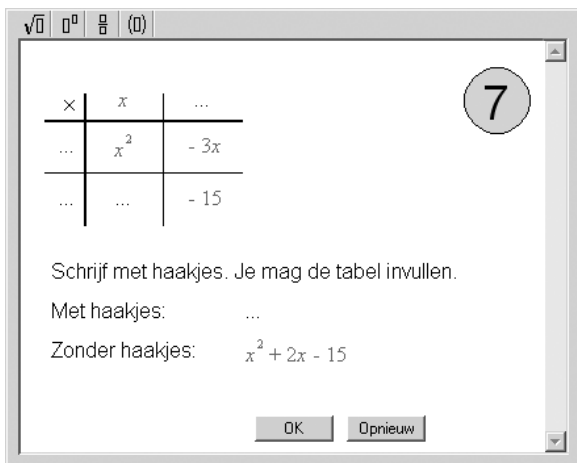 √▯ ▯▯ ▯/▯ (▯)
7
× x ...
... x² - 3x
... ... - 15
Schrijf met haakjes. Je mag de tabel invullen.
Met haakjes: ...
Zonder haakjes: x² + 2x - 15
OK Opnieuw